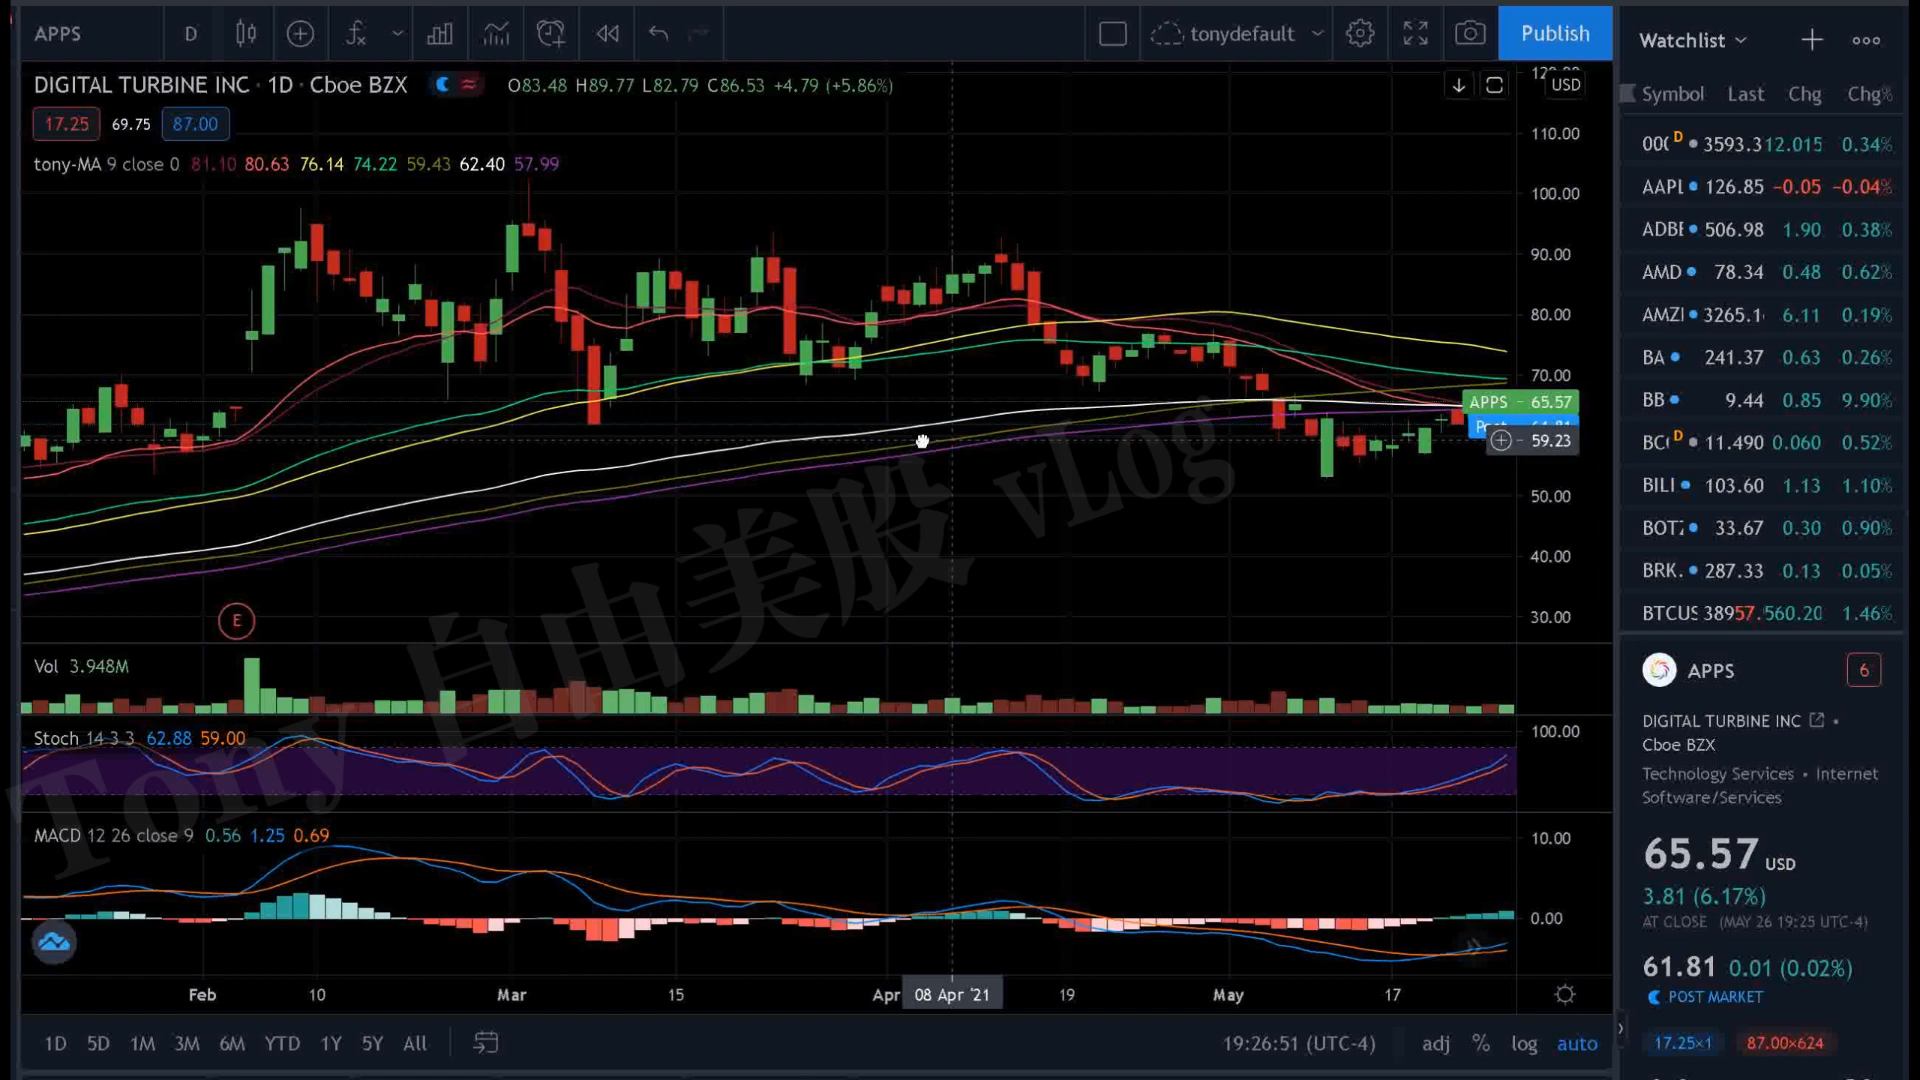 APPS D tonydefault Publish
DIGITAL TURBINE INC · 1D · Cboe BZX O83.48 H89.77 L82.79 C86.53 +4.79 (+5.86%)
17.25 69.75 87.00
tony-MA 9 close 0 81.10 80.63 76.14 74.22 59.43 62.40 57.99
USD
110.00
100.00
90.00
80.00
70.00
APPS - 65.57
59.23
50.00
40.00
30.00
E
Vol 3.948M
Stoch 14 3 3 62.88 59.00
100.00
MACD 12 26 close 9 0.56 1.25 0.69
10.00
0.00
Feb 10 Mar 15 Apr 08 Apr '21 19 May 17
1D 5D 1M 3M 6M YTD 1Y 5Y All
19:26:51 (UTC-4) adj % log auto
Tony 自由美股 vLog
Watchlist
Symbol Last Chg Chg%
D 3593.3 12.015 0.34%
AAPL 126.85 −0.05 −0.04%
ADBE 506.98 1.90 0.38%
AMD 78.34 0.48 0.62%
AMZN 3265.1 6.11 0.19%
BA 241.37 0.63 0.26%
BB 9.44 0.85 9.90%
D 11.490 0.060 0.52%
BILI 103.60 1.13 1.10%
BOTZ 33.67 0.30 0.90%
BRK. 287.33 0.13 0.05%
BTCUS 38957. 560.20 1.46%
APPS 6
DIGITAL TURBINE INC •
Cboe BZX
Technology Services • Internet
Software/Services
65.57 USD
3.81 (6.17%)
AT CLOSE (MAY 26 19:25 UTC-4)
61.81 0.01 (0.02%)
POST MARKET
17.25×1 87.00×624